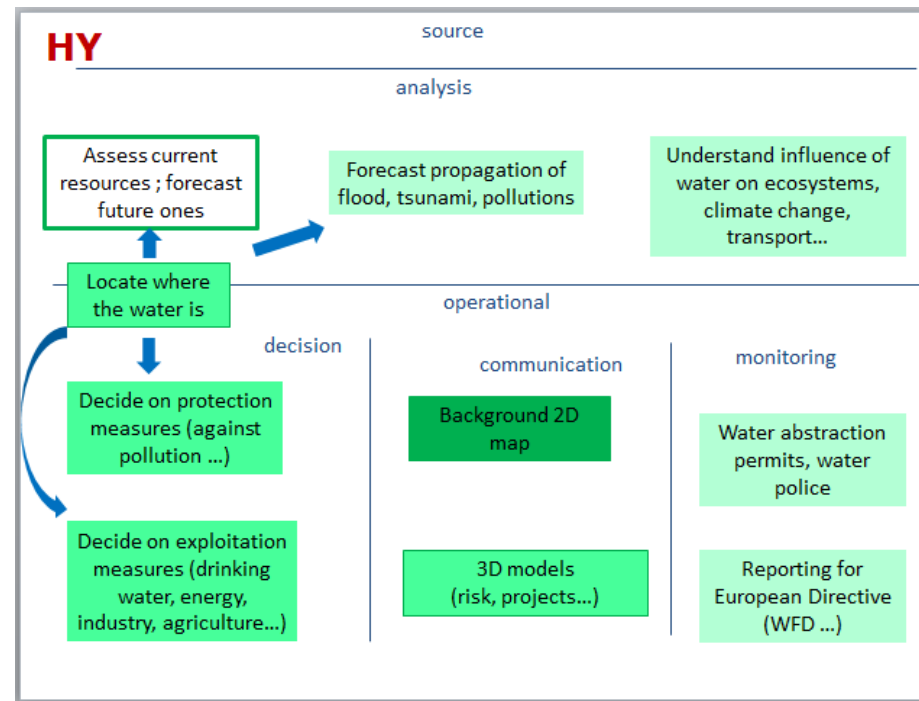 HY
source
analysis
Assess current
resources ; forecast
future ones
Forecast propagation of
flood, tsunami, pollutions
Understand influence of
water on ecosystems,
climate change,
transport…
Locate where
the water is
operational
decision
communication
monitoring
Decide on protection
measures (against
pollution …)
Background 2D
map
Water abstraction
permits, water
police
Decide on exploitation
measures (drinking
water, energy,
industry, agriculture…)
3D models
(risk, projects…)
Reporting for
European Directive
(WFD …)